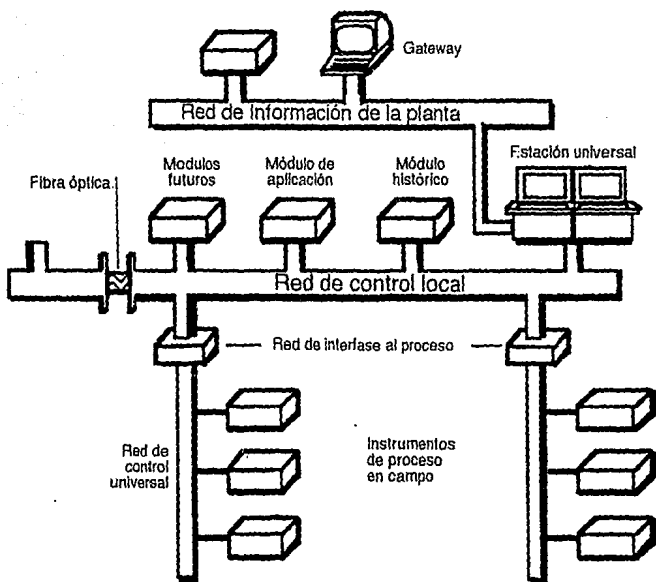 Gateway
Red de información de la planta
Estación universal
Modulos
futuros
Módulo de
aplicación
Módulo
histórico
Fibra óptica
Red de control local
Red de interfase al proceso
Red de
control
universal
Instrumentos
de proceso
en campo